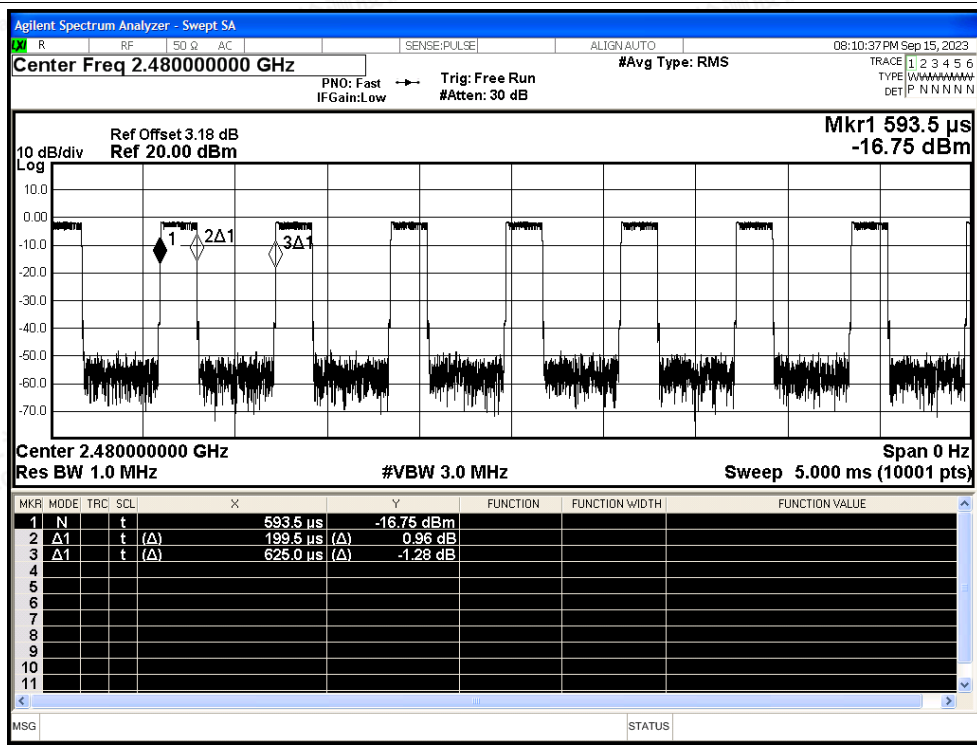 Agilent Spectrum Analyzer - Swept SA
LXI R RF 50 Ω AC SENSE:PULSE ALIGN AUTO 08:10:37 PM Sep 15, 2023
Center Freq 2.480000000 GHz #Avg Type: RMS TRACE 1 2 3 4 5 6
PNO: Fast Trig: Free Run TYPE WWWWWW
IFGain:Low #Atten: 30 dB DET P N N N N N
Mkr1 593.5 µs
Ref Offset 3.18 dB
10 dB/div Ref 20.00 dBm -16.75 dBm
Log
10.0
0.00
1 2Δ1 3Δ1
-10.0
-20.0
-30.0
-40.0
-50.0
-60.0
-70.0
Center 2.480000000 GHz Span 0 Hz
Res BW 1.0 MHz #VBW 3.0 MHz Sweep 5.000 ms (10001 pts)
MKR MODE TRC SCL X Y FUNCTION FUNCTION WIDTH FUNCTION VALUE
1 N t 593.5 µs -16.75 dBm
2 Δ1 t (Δ) 199.5 µs (Δ) 0.96 dB
3 Δ1 t (Δ) 625.0 µs (Δ) -1.28 dB
4
5
6
7
8
9
10
11
MSG STATUS